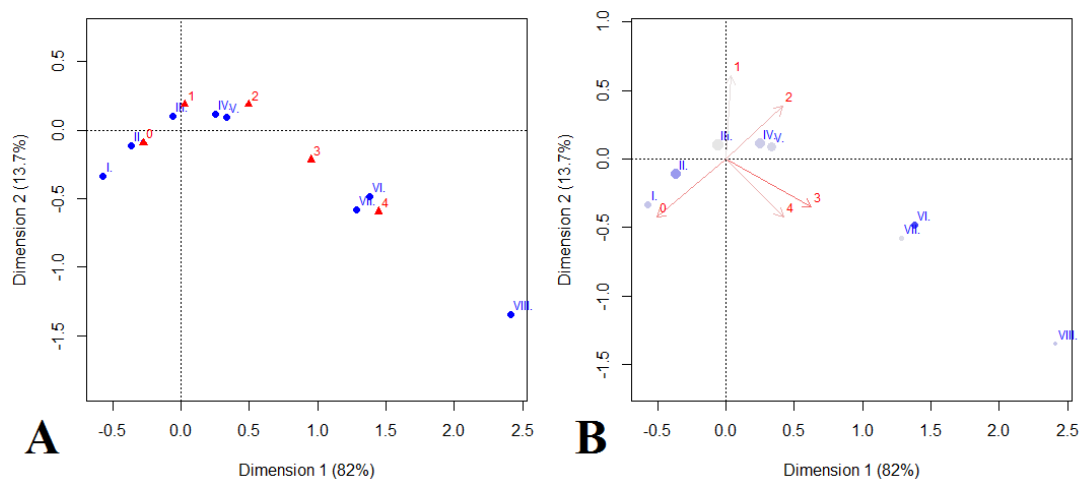 0.5
0.0
-0.5
-1.0
-1.5
Dimension 2 (13.7%)
I.
II.
0
III.
1
IV.
V.
2
3
VI.
VII.
4
VIII.
-0.5 0.0 0.5 1.0 1.5 2.0 2.5
Dimension 1 (82%)
A
1.0
0.5
0.0
-0.5
-1.0
-1.5
Dimension 2 (13.7%)
1
2
III.
IV.
V.
II.
I.
0
4
3
VI.
VII.
VIII.
-0.5 0.0 0.5 1.0 1.5 2.0 2.5
Dimension 1 (82%)
B